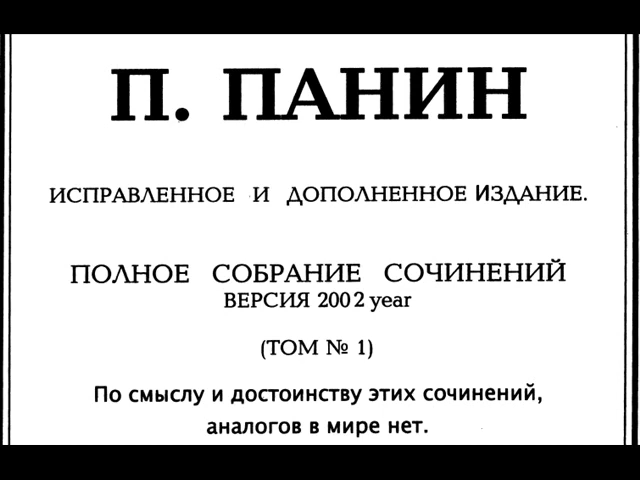 П. ПАНИН
ИСПРАВЛЕННОЕ И ДОПОЛНЕННОЕ ИЗДАНИЕ.
ПОЛНОЕ СОБРАНИЕ СОЧИНЕНИЙ
ВЕРСИЯ 2002 year
(ТОМ № 1)
По смыслу и достоинству этих сочинений,
аналогов в мире нет.